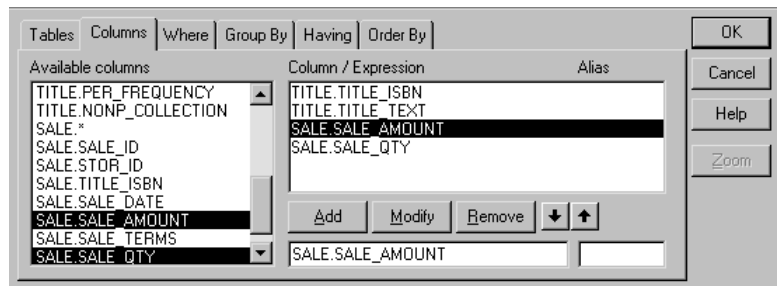 Tables Columns Where Group By Having Order By
OK
Cancel
Help
Zoom
Available columns
TITLE.PER_FREQUENCY
TITLE.NONP_COLLECTION
SALE.*
SALE.SALE_ID
SALE.STOR_ID
SALE.TITLE_ISBN
SALE.SALE_DATE
SALE.SALE_AMOUNT
SALE.SALE_TERMS
SALE.SALE_QTY
Column / Expression Alias
TITLE.TITLE_ISBN
TITLE.TITLE_TEXT
SALE.SALE_AMOUNT
SALE.SALE_QTY
Add Modify Remove
SALE.SALE_AMOUNT